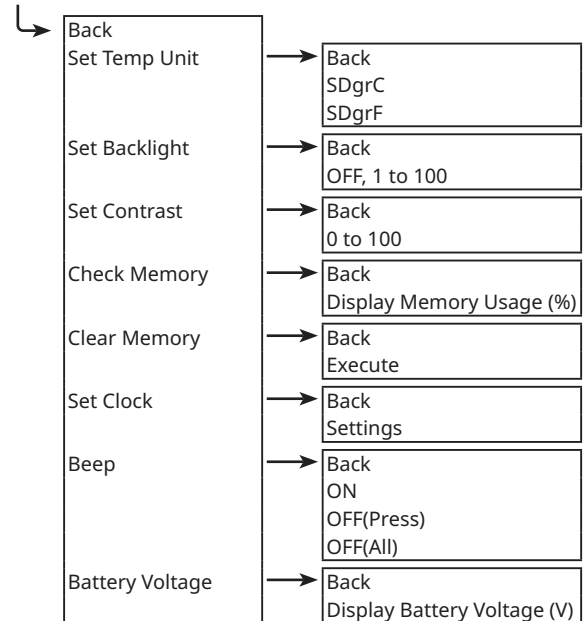 Back
Set Temp Unit
Back
SDgrC
SDgrF
Set Backlight
Back
OFF, 1 to 100
Set Contrast
Back
0 to 100
Check Memory
Back
Display Memory Usage (%)
Clear Memory
Back
Execute
Set Clock
Back
Settings
Beep
Back
ON
OFF(Press)
OFF(All)
Battery Voltage
Back
Display Battery Voltage (V)